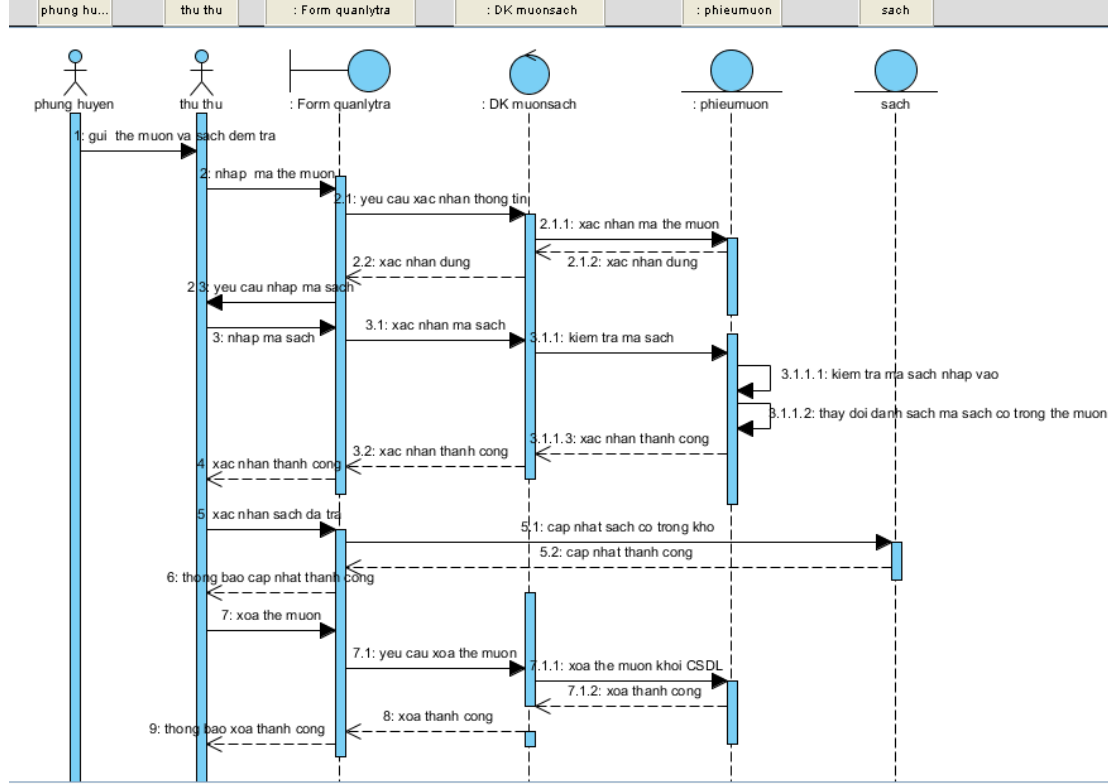 phung hu...
thu thu
: Form quanlytra
: DK muonsach
: phieumuon
sach
phung huyen
thu thu
: Form quanlytra
: DK muonsach
: phieumuon
sach
1: gui the muon va sach dem tra
2: nhap ma the muon
2.1: yeu cau xac nhan thong tin
2.1.1: xac nhan ma the muon
2.1.2: xac nhan dung
2.2: xac nhan dung
2.3: yeu cau nhap ma sach
3: nhap ma sach
3.1: xac nhan ma sach
3.1.1: kiem tra ma sach
3.1.1.1: kiem tra ma sach nhap vao
3.1.1.2: thay doi danh sach ma sach co trong the muon
3.1.1.3: xac nhan thanh cong
3.2: xac nhan thanh cong
4: xac nhan thanh cong
5: xac nhan sach da tra
5.1: cap nhat sach co trong kho
5.2: cap nhat thanh cong
6: thong bao cap nhat thanh cong
7: xoa the muon
7.1: yeu cau xoa the muon
7.1.1: xoa the muon khoi CSDL
7.1.2: xoa thanh cong
8: xoa thanh cong
9: thong bao xoa thanh cong